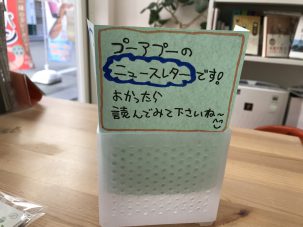 プーアプーの
ニュースレターです!
よかったら
読んでみて下さいね〜